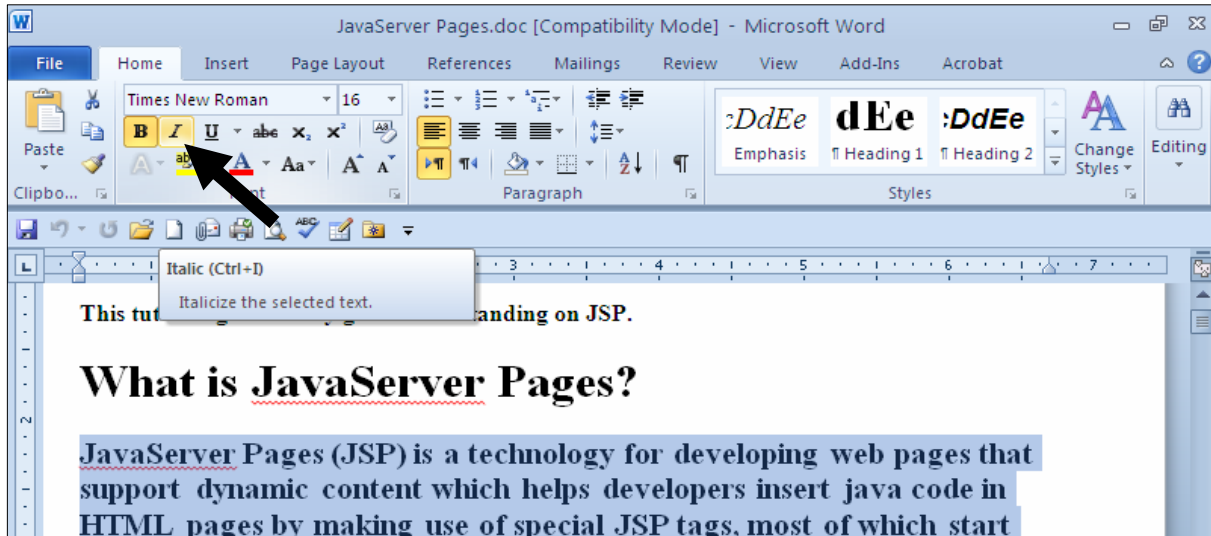 W
JavaServer Pages.doc [Compatibility Mode] - Microsoft Word
File Home Insert Page Layout References Mailings Review View Add-Ins Acrobat
Paste
Clipbo...
Times New Roman 16
B I U abe x₂ x²
A ab A Aa A A
Font
Paragraph
:DdEe dEe :DdEe
Emphasis ¶ Heading 1 ¶ Heading 2
Styles
Change
Styles
Editing
ABC
L 3 4 5 6 7
Italic (Ctrl+I)
Italicize the selected text.
This on JSP.
What is JavaServer Pages?
2
JavaServer Pages (JSP) is a technology for developing web pages that
support dynamic content which helps developers insert java code in
HTML pages by making use of special JSP tags, most of which start